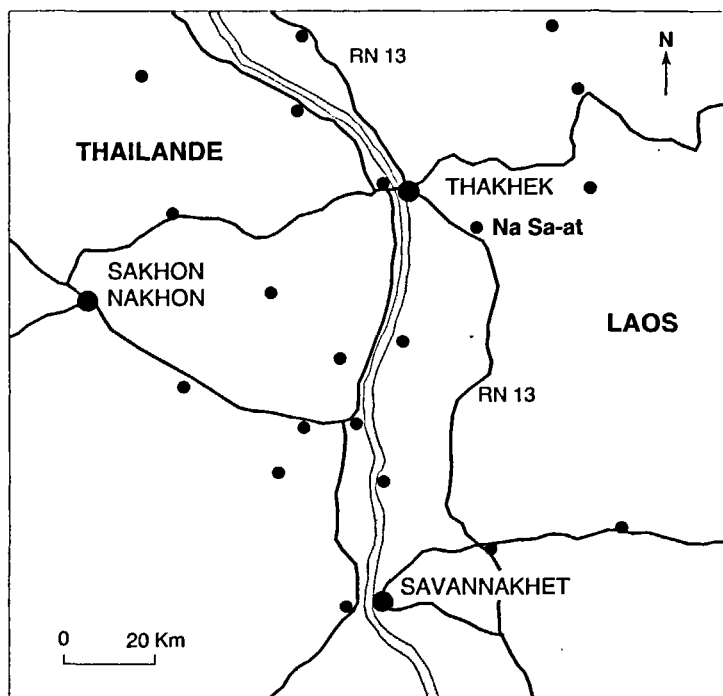 RN 13
N
THAILANDE
THAKHEK
Na Sa-at
SAKHON
NAKHON
LAOS
RN 13
SAVANNAKHET
0 20 Km